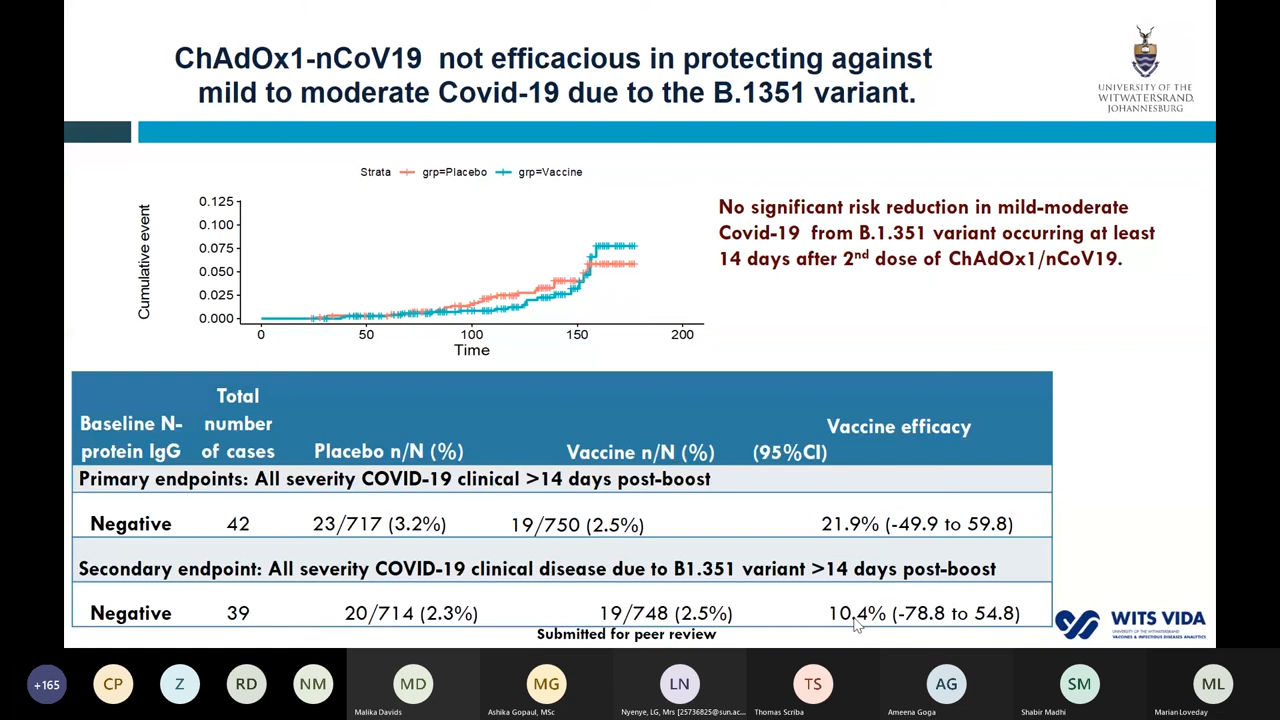 ChAdOx1-nCoV19 not efficacious in protecting against
mild to moderate Covid-19 due to the B.1351 variant.
UNIVERSITY OF THE
WITWATERSRAND,
JOHANNESBURG
Strata grp=Placebo grp=Vaccine
0.125
0.100
0.075
0.050
0.025
0.000
Cumulative event
0 50 100 150 200
Time
No significant risk reduction in mild-moderate
Covid-19 from B.1.351 variant occurring at least
14 days after 2nd dose of ChAdOx1/nCoV19.
Baseline N-protein IgG Total number of cases Placebo n/N (%) Vaccine n/N (%) Vaccine efficacy (95%CI)
Primary endpoints: All severity COVID-19 clinical >14 days post-boost
Negative 42 23/717 (3.2%) 19/750 (2.5%) 21.9% (-49.9 to 59.8)
Secondary endpoint: All severity COVID-19 clinical disease due to B1.351 variant >14 days post-boost
Negative 39 20/714 (2.3%) 19/748 (2.5%) 10.4% (-78.8 to 54.8)
Submitted for peer review
WITS VIDA
UNIVERSITY OF THE WITWATERSRAND
VACCINES & INFECTIOUS DISEASES ANALYTICS
+165 CP Z RD NM MD MG LN TS AG SM ML
Malika Davids Ashika Gopaul, MSc Nyenye, LG, Mrs [25736825@sun.ac... Thomas Scriba Ameena Goga Shabir Madhi Marian Loveday